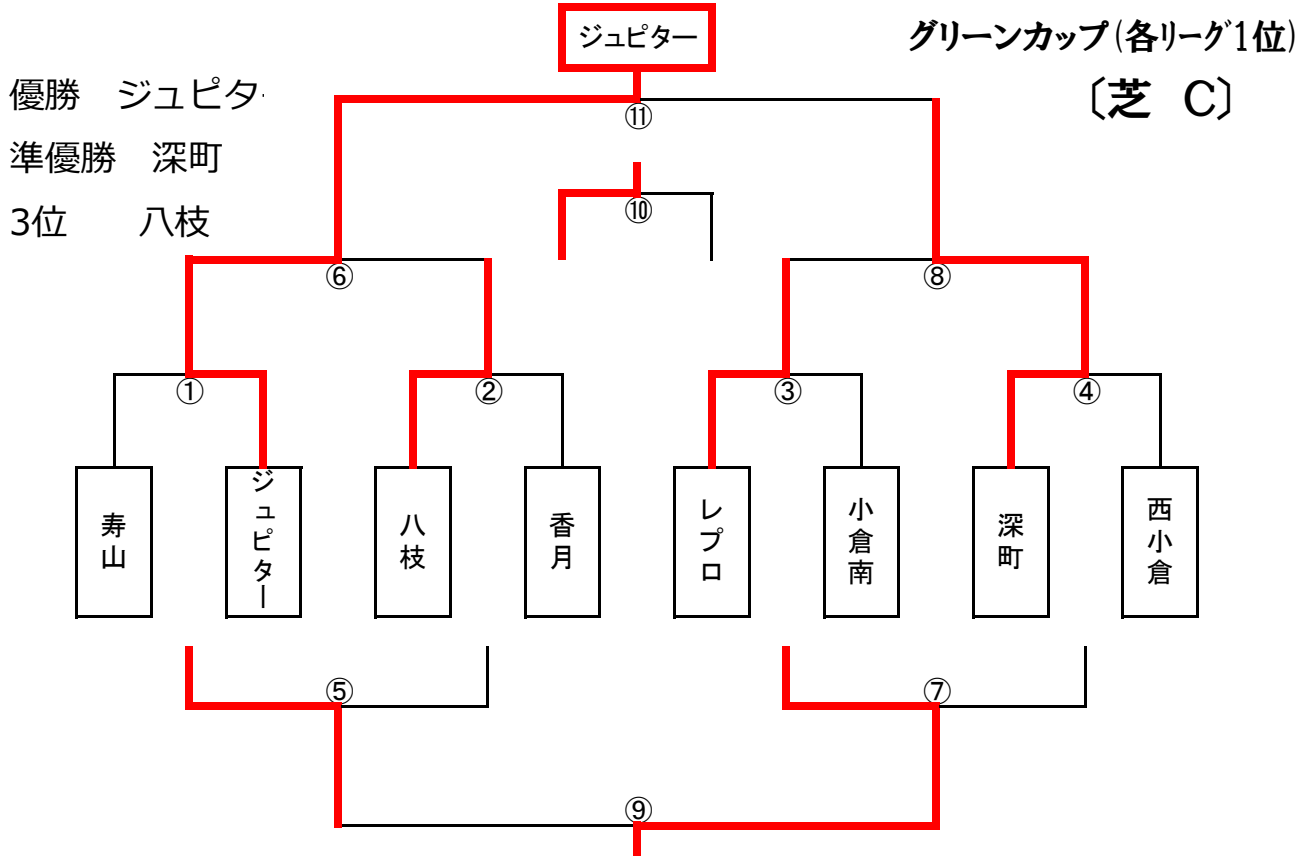 ジュピター
グリーンカップ(各リーグ1位)
〔芝 C〕
優勝 ジュピター
準優勝 深町
3位 八枝
⑪
⑩
⑥
⑧
①
②
③
④
寿山
ジュピター
八枝
香月
レプロ
小倉南
深町
西小倉
⑤
⑦
⑨